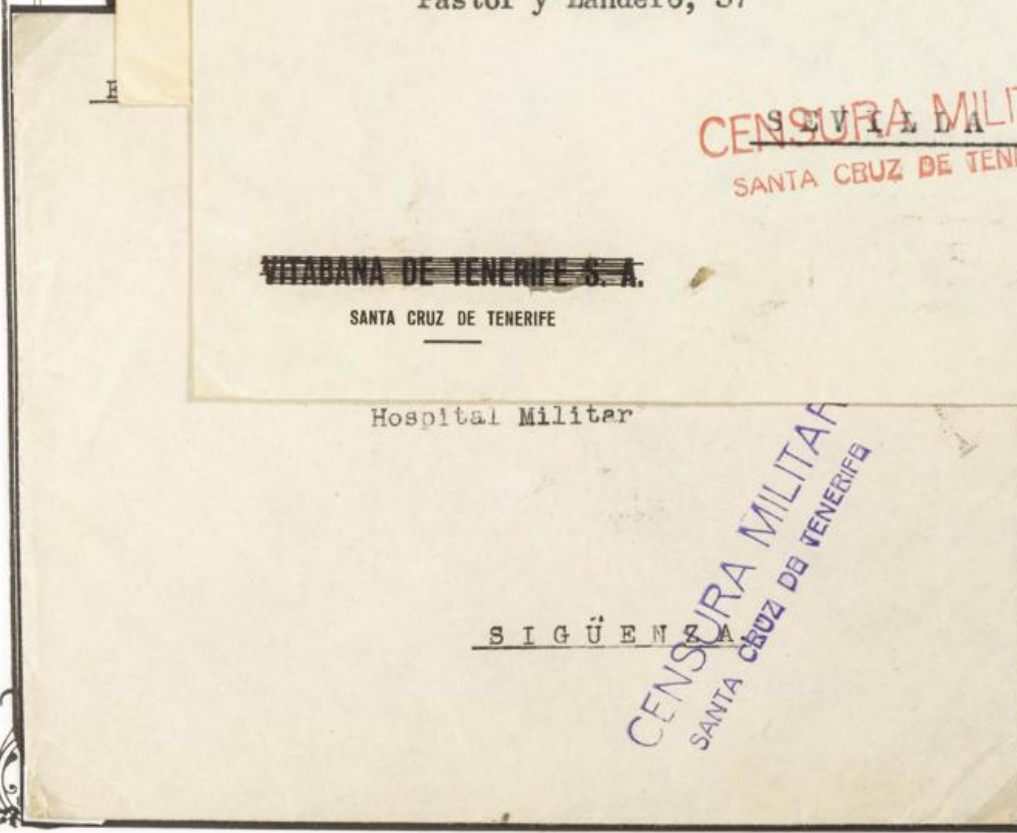 Pastor y Landero, 37
SEVILLA
CENSURA MILIT
SANTA CRUZ DE TENE
VITABANA DE TENERIFE S. A.
SANTA CRUZ DE TENERIFE
Hospital Militar
SIGÜENZA
CENSURA MILITAR
SANTA CRUZ DE TENERIFE